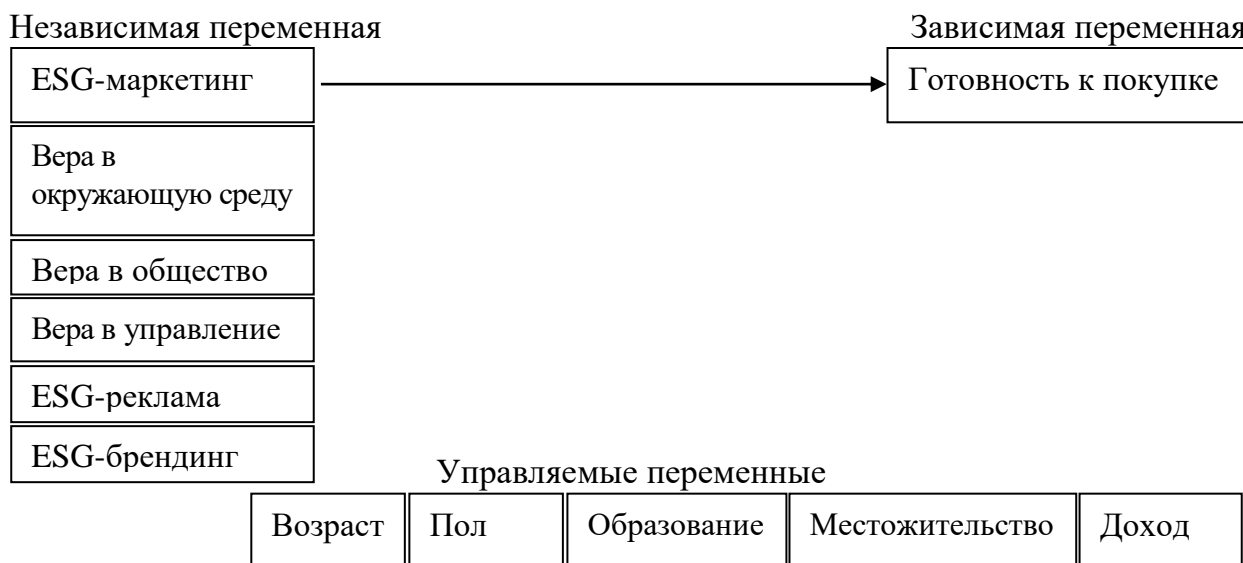 Независимая переменная
Зависимая переменная
ESG-маркетинг
Готовность к покупке
Вера в
окружающую среду
Вера в общество
Вера в управление
ESG-реклама
ESG-брендинг
Управляемые переменные
Возраст
Пол
Образование
Местожительство
Доход